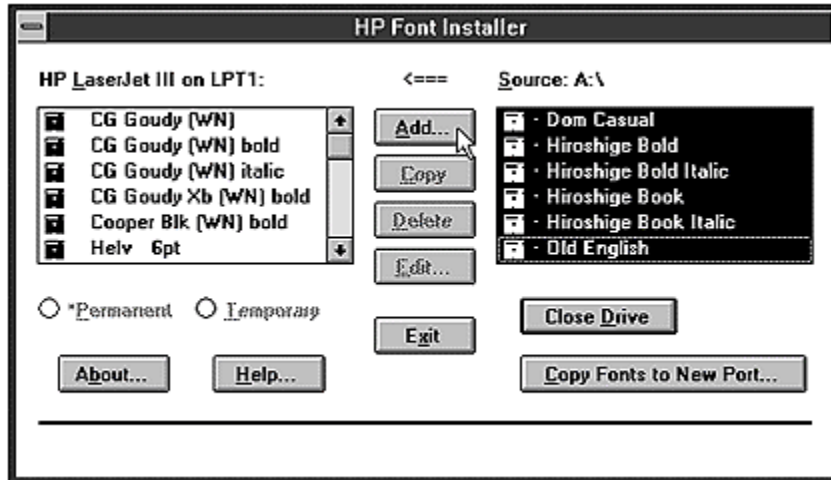 HP Font Installer
HP LaserJet III on LPT1:
<===
Source: A:\
CG Goudy (WN)
CG Goudy (WN) bold
CG Goudy (WN) italic
CG Goudy Xb (WN) bold
Cooper Blk (WN) bold
Helv 6pt
Add...
Copy
Delete
Edit...
Exit
- Dom Casual
- Hiroshige Bold
- Hiroshige Bold Italic
- Hiroshige Book
- Hiroshige Book Italic
- Old English
*Permanent
Temporary
Close Drive
About...
Help...
Copy Fonts to New Port...